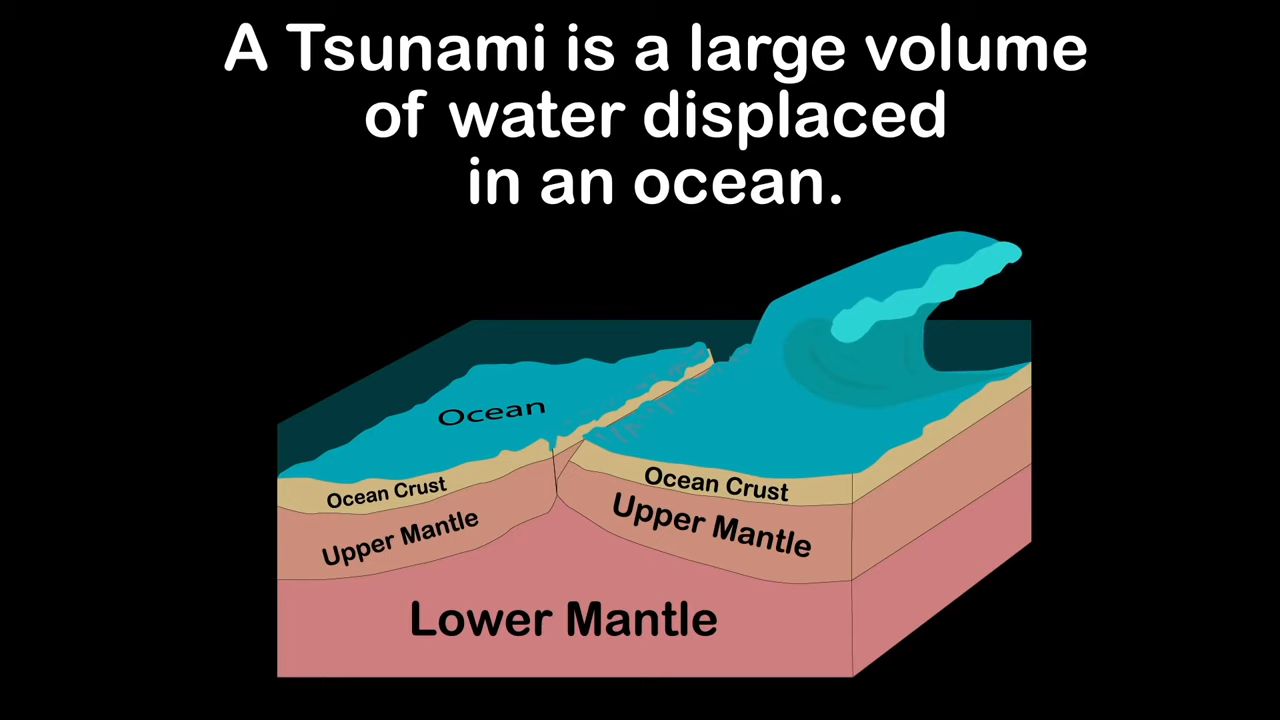 A Tsunami is a large volume
of water displaced
in an ocean.
Ocean
Ocean Crust
Ocean Crust
Upper Mantle
Upper Mantle
Lower Mantle